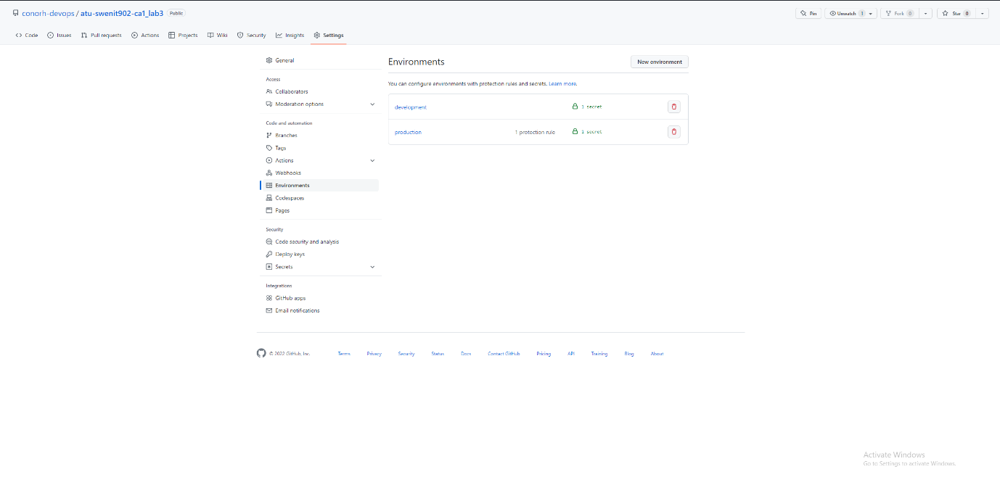 conorh-devops / atu-swenit902-ca1_lab3 Public
Pin Unwatch 1 Fork 0 Star 0
Code Issues Pull requests Actions Projects Wiki Security Insights Settings
General
Access
Collaborators
Moderation options
Code and automation
Branches
Tags
Actions
Webhooks
Environments
Codespaces
Pages
Security
Code security and analysis
Deploy keys
Secrets
Integrations
GitHub apps
Email notifications
Environments New environment
You can configure environments with protection rules and secrets. Learn more.
development 1 secret
production 1 protection rule 1 secret
© 2022 GitHub, Inc. Terms Privacy Security Status Docs Contact GitHub Pricing API Training Blog About
Activate Windows
Go to Settings to activate Windows.